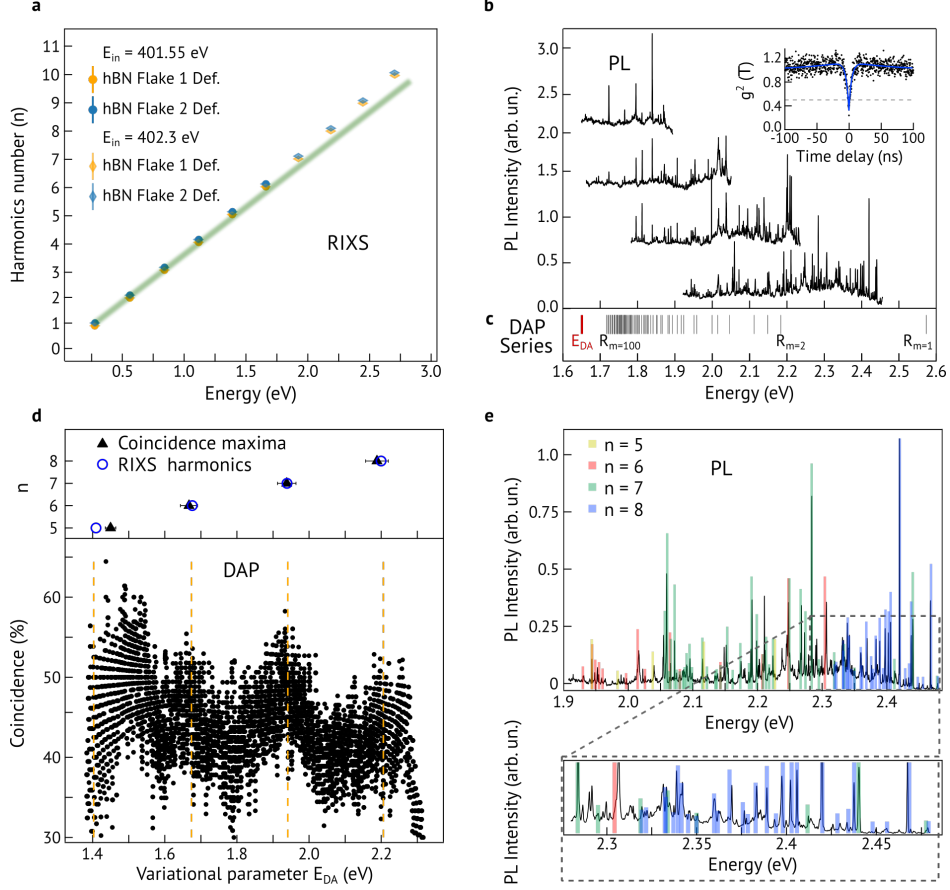 a
Harmonics number (n)
11
10
9
8
7
6
5
4
3
2
1
0
E_in = 401.55 eV
hBN Flake 1 Def.
hBN Flake 2 Def.
E_in = 402.3 eV
hBN Flake 1 Def.
hBN Flake 2 Def.
RIXS
0.5 1.0 1.5 2.0 2.5 3.0
Energy (eV)
b
PL Intensity (arb. un.)
3.0
2.5
2.0
1.5
1.0
0.5
0.0
PL
g² (T)
1.2
0.8
0.4
0.0
-100 -50 0 50 100
Time delay (ns)
c
DAP
Series
E_DA
R_m=100
R_m=2
R_m=1
1.6 1.7 1.8 1.9 2.0 2.1 2.2 2.3 2.4 2.5 2.6
Energy (eV)
d
n
8
7
6
5
Coincidence maxima
RIXS harmonics
DAP
Coincidence (%)
60
50
40
30
1.4 1.6 1.8 2.0 2.2
Variational parameter E_DA (eV)
e
PL Intensity (arb. un.)
1.0
0.75
0.5
0.25
0
n = 5
n = 6
n = 7
n = 8
PL
1.9 2.0 2.1 2.2 2.3 2.4
Energy (eV)
PL Intensity (arb. un.)
2.3 2.35 2.4 2.45
Energy (eV)